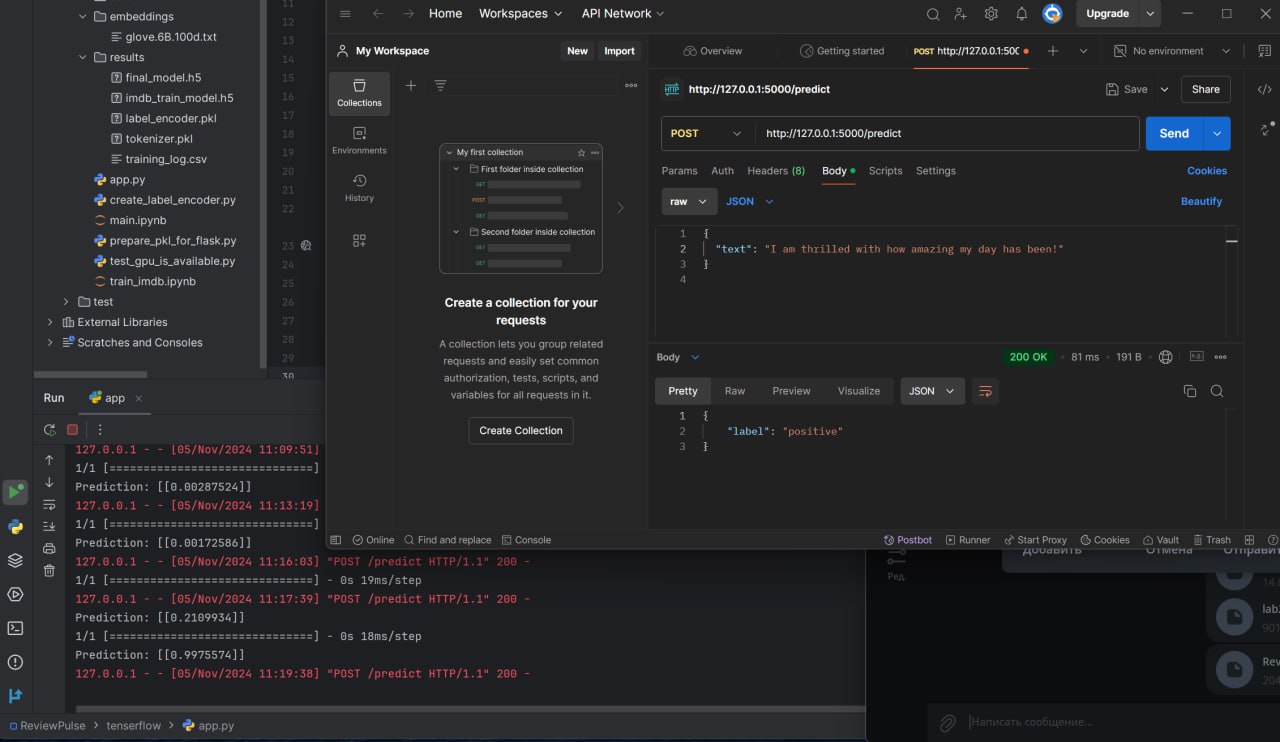 embeddings
glove.6B.100d.txt
results
final_model.h5
imdb_train_model.h5
label_encoder.pkl
tokenizer.pkl
training_log.csv
app.py
create_label_encoder.py
main.ipynb
prepare_pkl_for_flask.py
test_gpu_is_available.py
train_imdb.ipynb
test
External Libraries
Scratches and Consoles
11
12
13
14
15
16
17
18
19
20
21
22
23
24
25
26
27
28
29
30
Home Workspaces API Network
Upgrade
My Workspace New Import
Overview Getting started POST http://127.0.0.1:500 No environment
Collections
Environments
History
My first collection
First folder inside collection
GET
POST
GET
Second folder inside collection
GET
GET
Create a collection for your
requests
A collection lets you group related
requests and easily set common
authorization, tests, scripts, and
variables for all requests in it.
Create Collection
HTTP http://127.0.0.1:5000/predict Save Share
POST http://127.0.0.1:5000/predict Send
Params Auth Headers (8) Body Scripts Settings Cookies
raw JSON Beautify
1 {
2 "text": "I am thrilled with how amazing my day has been!"
3 }
4
Body 200 OK 81 ms 191 B
Pretty Raw Preview Visualize JSON
1 {
2 "label": "positive"
3 }
Online Find and replace Console Postbot Runner Start Proxy Cookies Vault Trash
Run app
127.0.0.1 - - [05/Nov/2024 11:09:51]
1/1 [==============================]
Prediction: [[0.00287524]]
127.0.0.1 - - [05/Nov/2024 11:13:19]
1/1 [==============================]
Prediction: [[0.00172586]]
127.0.0.1 - - [05/Nov/2024 11:16:03] "POST /predict HTTP/1.1" 200 -
1/1 [==============================] - 0s 19ms/step
127.0.0.1 - - [05/Nov/2024 11:17:39] "POST /predict HTTP/1.1" 200 -
Prediction: [[0.2109934]]
1/1 [==============================] - 0s 18ms/step
Prediction: [[0.9975574]]
127.0.0.1 - - [05/Nov/2024 11:19:38] "POST /predict HTTP/1.1" 200 -
ReviewPulse > tenserflow > app.py
Добавить Отмена Отправи
Ред.
14.0
lab2
901
Rev
204
Написать сообщение...